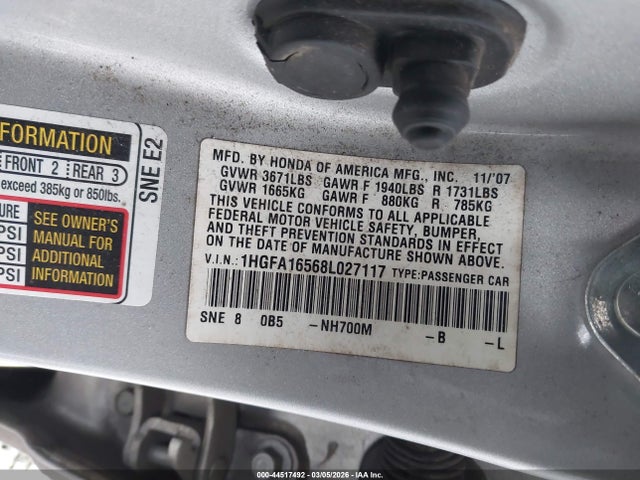 FORMATION
FRONT 2 REAR 3
exceed 385kg or 850lbs.
URE
PSI
PSI
PSI
SEE OWNER'S
MANUAL FOR
ADDITIONAL
INFORMATION
SNE E2
MFD. BY HONDA OF AMERICA MFG., INC. 11/'07
GVWR 3671LBS GAWR F 1940LBS R 1731LBS
GVWR 1665KG GAWR F 880KG R 785KG
THIS VEHICLE CONFORMS TO ALL APPLICABLE
FEDERAL MOTOR VEHICLE SAFETY, BUMPER,
AND THEFT PREVENTION STANDARDS IN EFFECT
ON THE DATE OF MANUFACTURE SHOWN ABOVE.
V.I.N.: 1HGFA16568L027117 TYPE:PASSENGER CAR
SNE 8 0B5 -NH700M -B -L
000-44517492 - 03/05/2026 - IAA Inc.